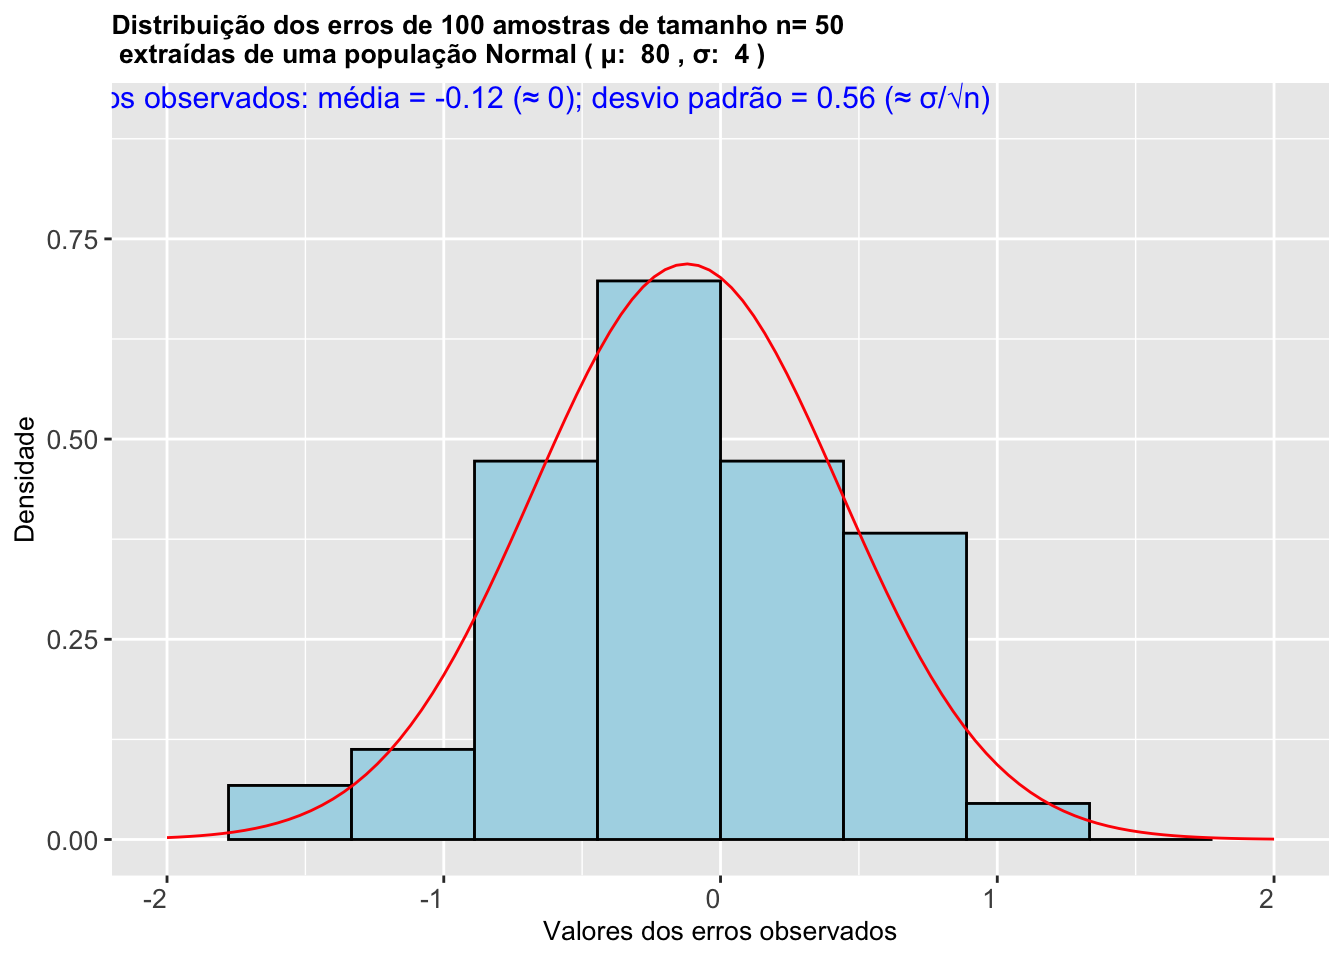 Distribuição dos erros de 100 amostras de tamanho n= 50
extraídas de uma população Normal ( μ:  80 , σ:  4 )
observados: média = -0.12 (≈ 0); desvio padrão = 0.56 (≈ σ/√n)
0.75
0.50
0.25
0.00
Densidade
-2
-1
0
1
2
Valores dos erros observados